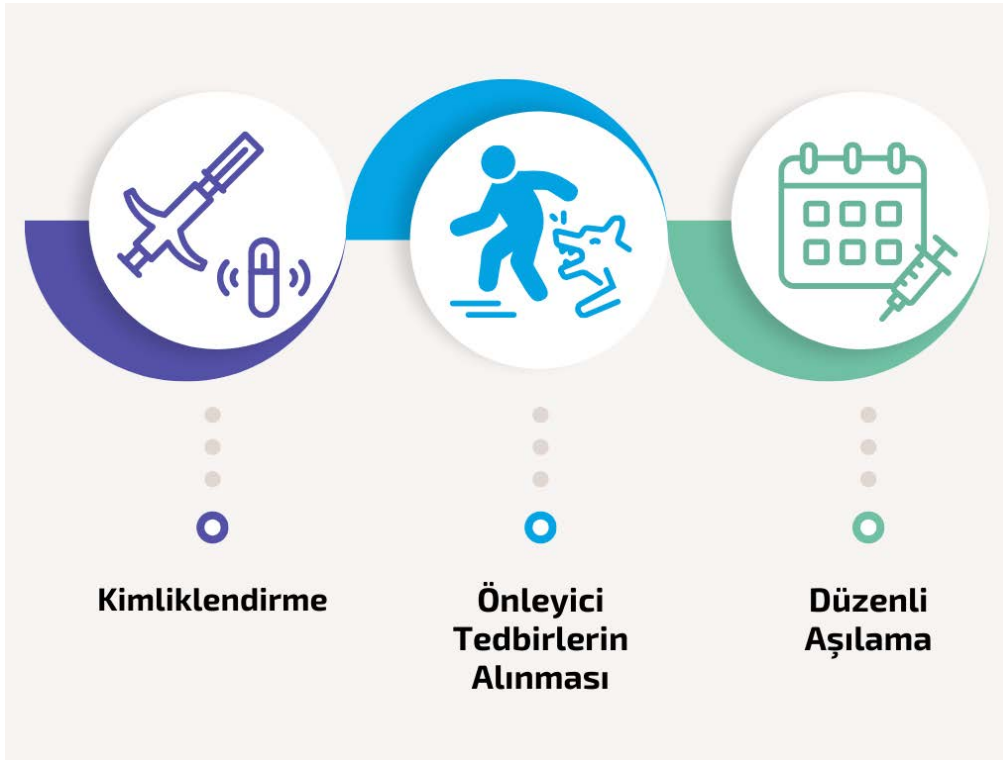 Kimliklendirme
Önleyici
Tedbirlerin
Alınması
Düzenli
Aşılama